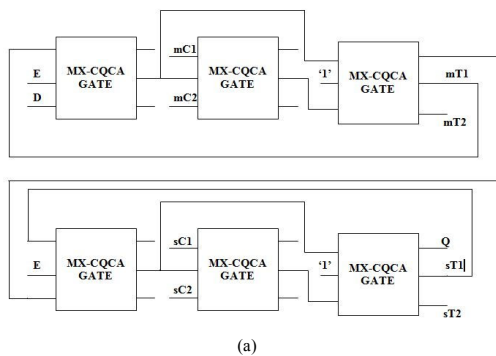 mC1
MX-CQCA
GATE
MX-CQCA
GATE
MX-CQCA
GATE
E
D
mC2
‘1’
mT1
mT2
MX-CQCA
GATE
MX-CQCA
GATE
MX-CQCA
GATE
E
sC1
sC2
‘1’
Q
sT1
sT2
(a)